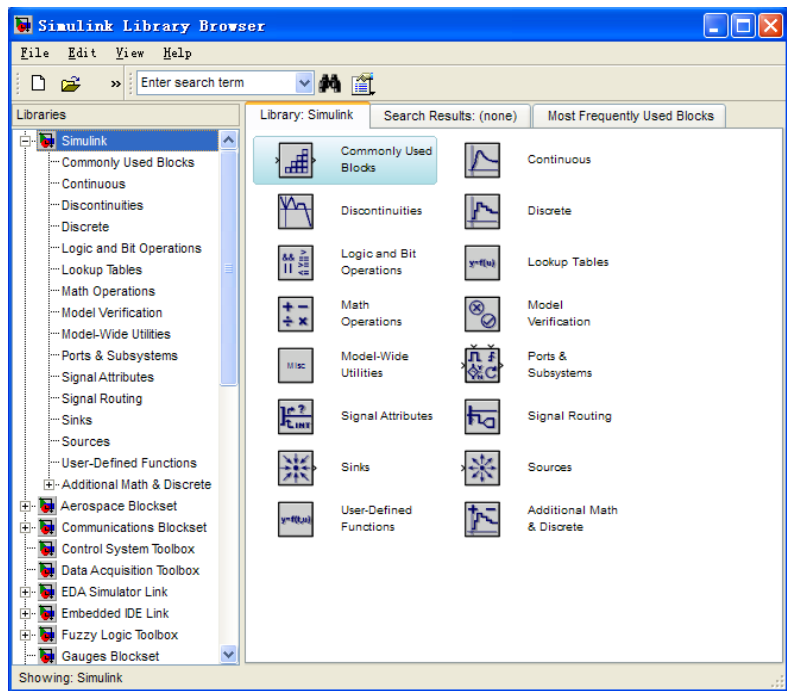 Simulink Library Browser
File Edit View Help
» Enter search term
Libraries
Simulink
Commonly Used Blocks
Continuous
Discontinuities
Discrete
Logic and Bit Operations
Lookup Tables
Math Operations
Model Verification
Model-Wide Utilities
Ports & Subsystems
Signal Attributes
Signal Routing
Sinks
Sources
User-Defined Functions
Additional Math & Discrete
Aerospace Blockset
Communications Blockset
Control System Toolbox
Data Acquisition Toolbox
EDA Simulator Link
Embedded IDE Link
Fuzzy Logic Toolbox
Gauges Blockset
Library: Simulink Search Results: (none) Most Frequently Used Blocks
Commonly Used
Blocks
Continuous
Discontinuities
Discrete
&& > == >=
|| <=
Logic and Bit
Operations
y=f(u)
Lookup Tables
+ −
÷ ×
Math
Operations
Model
Verification
Misc
Model-Wide
Utilities
Ports &
Subsystems
?
INT
Signal Attributes
Signal Routing
Sinks
Sources
y=f(t,u)
User-Defined
Functions
Additional Math
& Discrete
Showing: Simulink